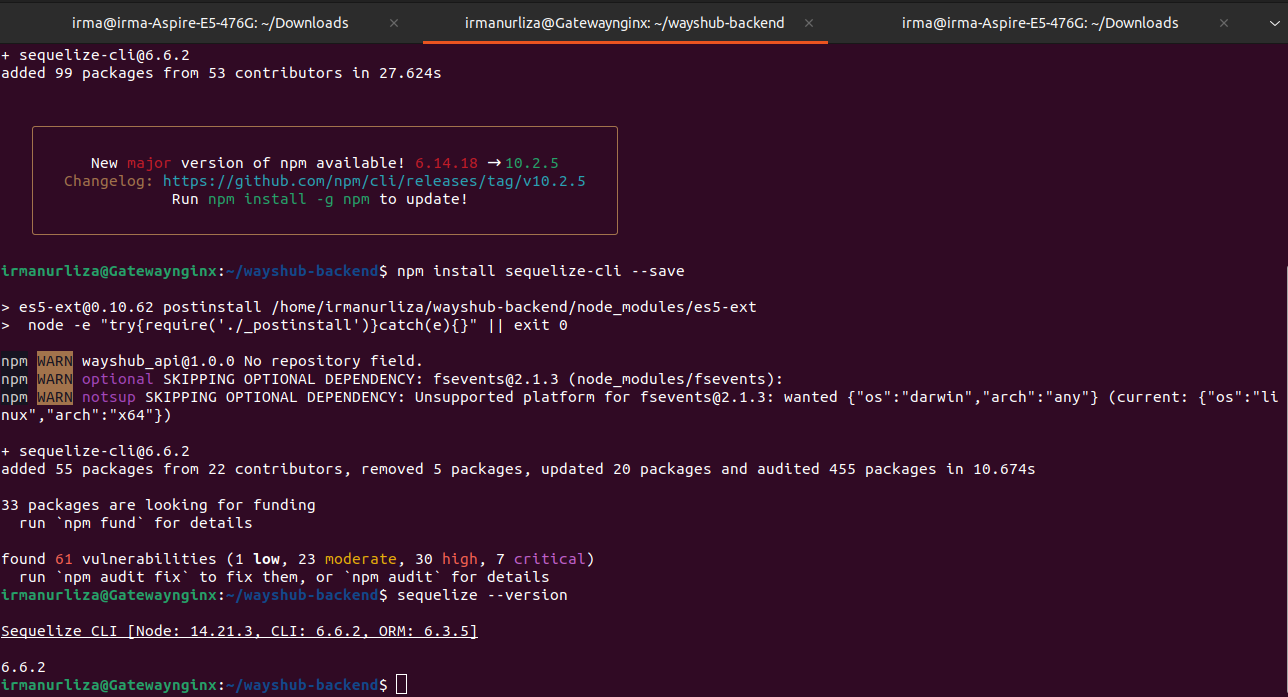 irma@irma-Aspire-E5-476G: ~/Downloads
irmanurliza@Gatewaynginx: ~/wayshub-backend
irma@irma-Aspire-E5-476G: ~/Downloads
+ sequelize-cli@6.6.2
added 99 packages from 53 contributors in 27.624s
New major version of npm available! 6.14.18 → 10.2.5
Changelog: https://github.com/npm/cli/releases/tag/v10.2.5
Run npm install -g npm to update!
irmanurliza@Gatewaynginx:~/wayshub-backend$ npm install sequelize-cli --save
> es5-ext@0.10.62 postinstall /home/irmanurliza/wayshub-backend/node_modules/es5-ext
>  node -e "try{require('./_postinstall')}catch(e){}" || exit 0
npm WARN wayshub_api@1.0.0 No repository field.
npm WARN optional SKIPPING OPTIONAL DEPENDENCY: fsevents@2.1.3 (node_modules/fsevents):
npm WARN notsup SKIPPING OPTIONAL DEPENDENCY: Unsupported platform for fsevents@2.1.3: wanted {"os":"darwin","arch":"any"} (current: {"os":"li
nux","arch":"x64"})
+ sequelize-cli@6.6.2
added 55 packages from 22 contributors, removed 5 packages, updated 20 packages and audited 455 packages in 10.674s
33 packages are looking for funding
  run `npm fund` for details
found 61 vulnerabilities (1 low, 23 moderate, 30 high, 7 critical)
  run `npm audit fix` to fix them, or `npm audit` for details
irmanurliza@Gatewaynginx:~/wayshub-backend$ sequelize --version
Sequelize CLI [Node: 14.21.3, CLI: 6.6.2, ORM: 6.3.5]
6.6.2
irmanurliza@Gatewaynginx:~/wayshub-backend$